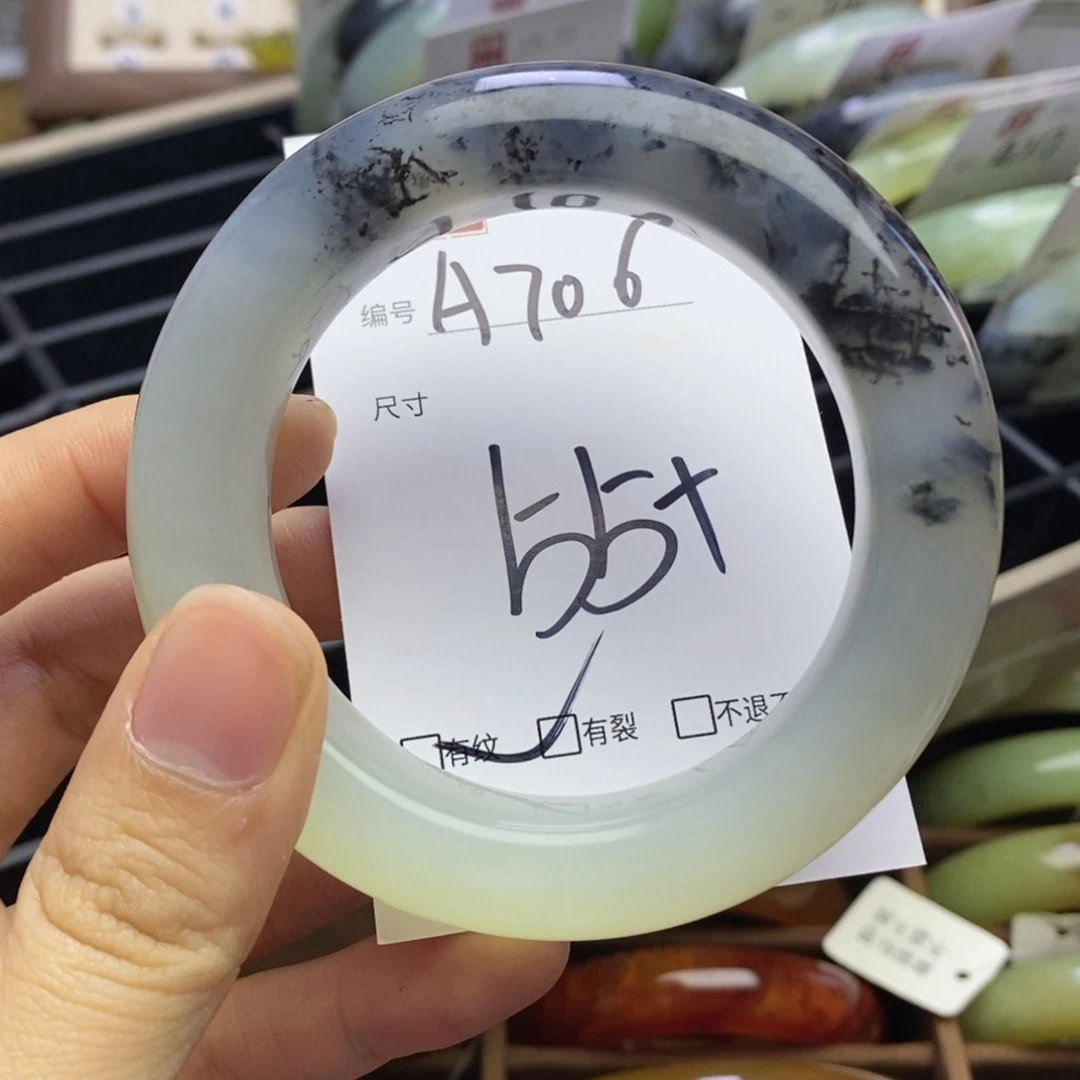 编号 A706
尺寸
55+
有纹 有裂 不退